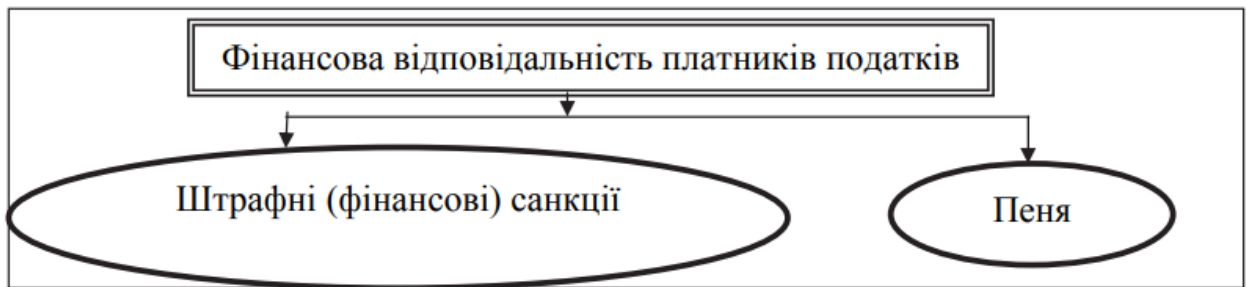 Фінансова відповідальність платників податків
Штрафні (фінансові) санкції
Пеня